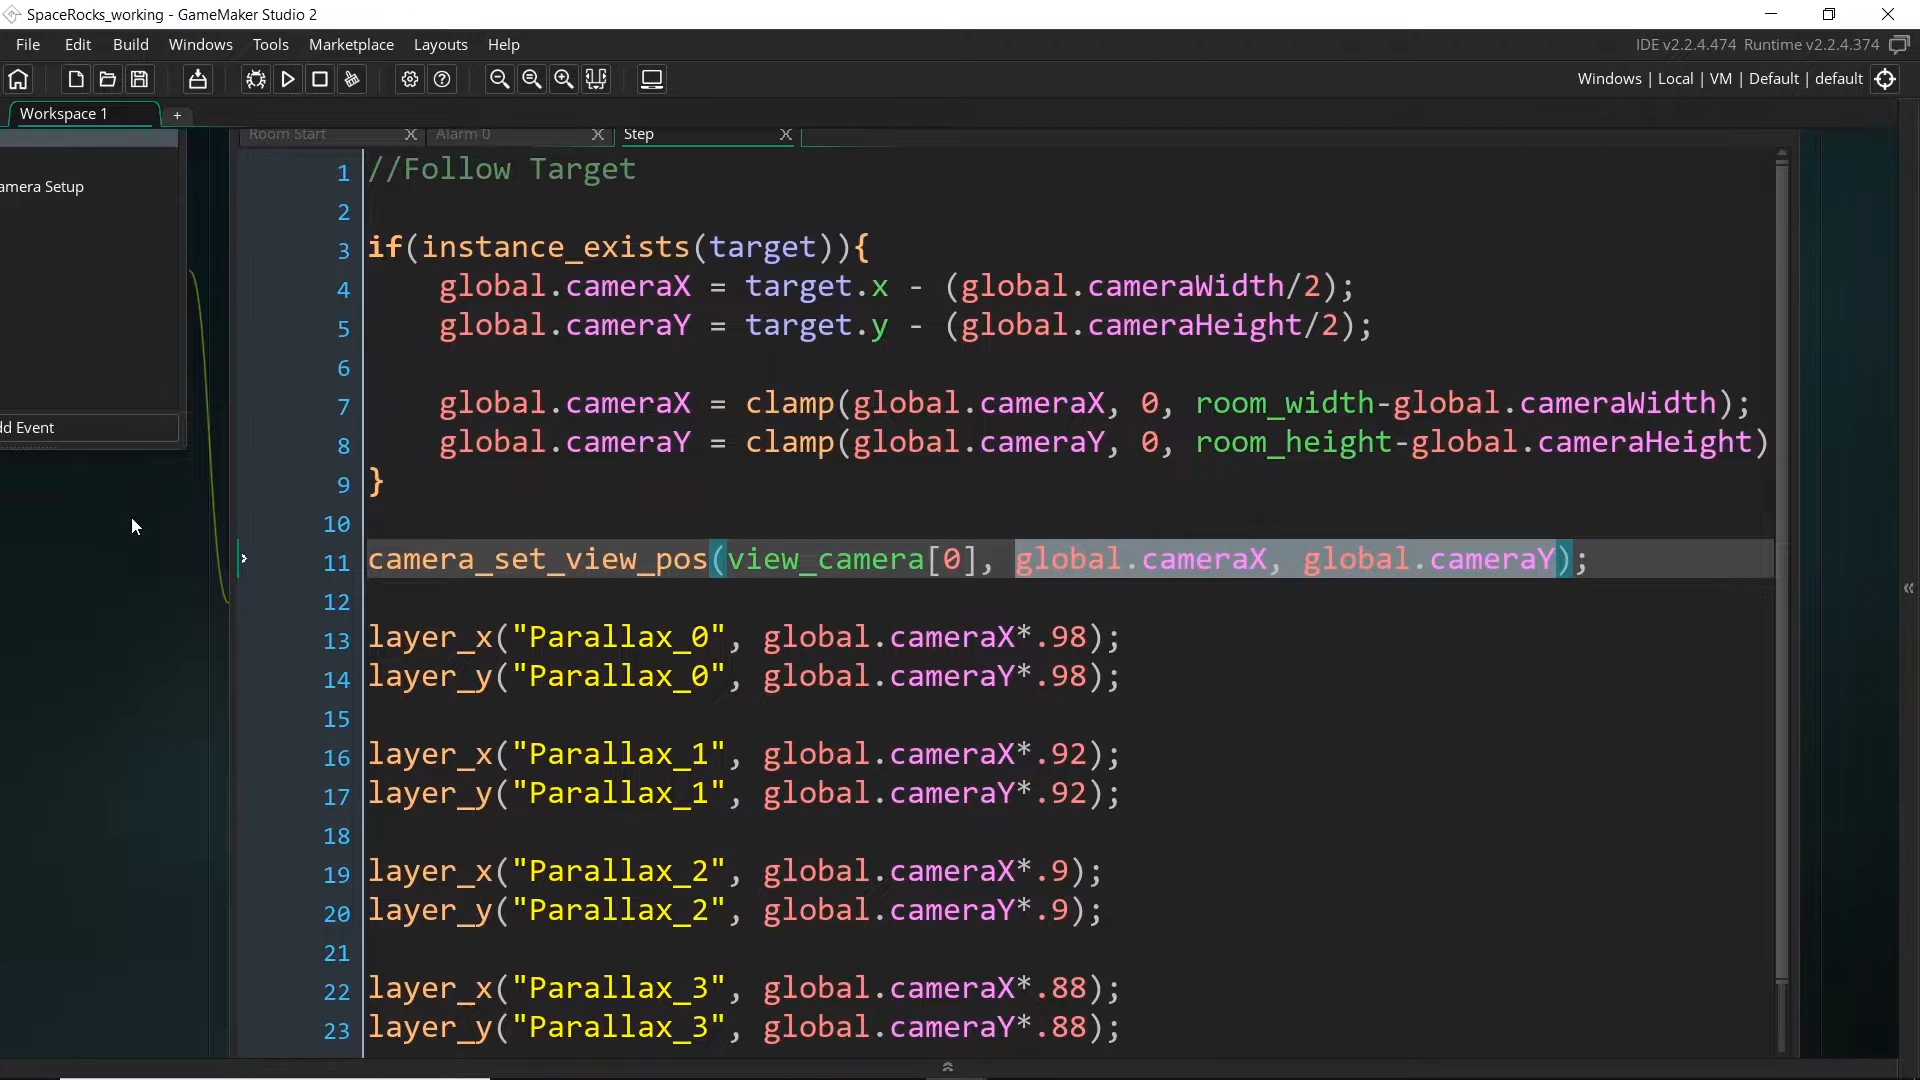 SpaceRocks_working - GameMaker Studio 2
File Edit Build Windows Tools Marketplace Layouts Help
IDE v2.2.4.474 Runtime v2.2.4.374
Windows | Local | VM | Default | default
Workspace 1 +
Room Start X Alarm 0 X Step X
amera Setup
dd Event
1 //Follow Target
2
3 if(instance_exists(target)){
4 global.cameraX = target.x - (global.cameraWidth/2);
5 global.cameraY = target.y - (global.cameraHeight/2);
6
7 global.cameraX = clamp(global.cameraX, 0, room_width-global.cameraWidth);
8 global.cameraY = clamp(global.cameraY, 0, room_height-global.cameraHeight)
9 }
10
11 camera_set_view_pos(view_camera[0], global.cameraX, global.cameraY);
12
13 layer_x("Parallax_0", global.cameraX*.98);
14 layer_y("Parallax_0", global.cameraY*.98);
15
16 layer_x("Parallax_1", global.cameraX*.92);
17 layer_y("Parallax_1", global.cameraY*.92);
18
19 layer_x("Parallax_2", global.cameraX*.9);
20 layer_y("Parallax_2", global.cameraY*.9);
21
22 layer_x("Parallax_3", global.cameraX*.88);
23 layer_y("Parallax_3", global.cameraY*.88);